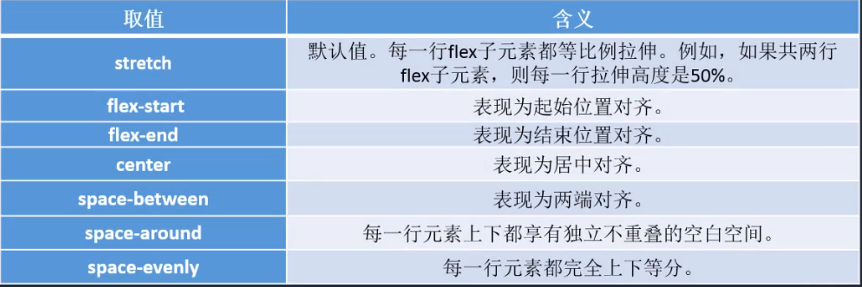 取值 含义
stretch 默认值。每一行flex子元素都等比例拉伸。例如，如果共两行
flex子元素，则每一行拉伸高度是50%。
flex-start 表现为起始位置对齐。
flex-end 表现为结束位置对齐。
center 表现为居中对齐。
space-between 表现为两端对齐。
space-around 每一行元素上下都享有独立不重叠的空白空间。
space-evenly 每一行元素都完全上下等分。